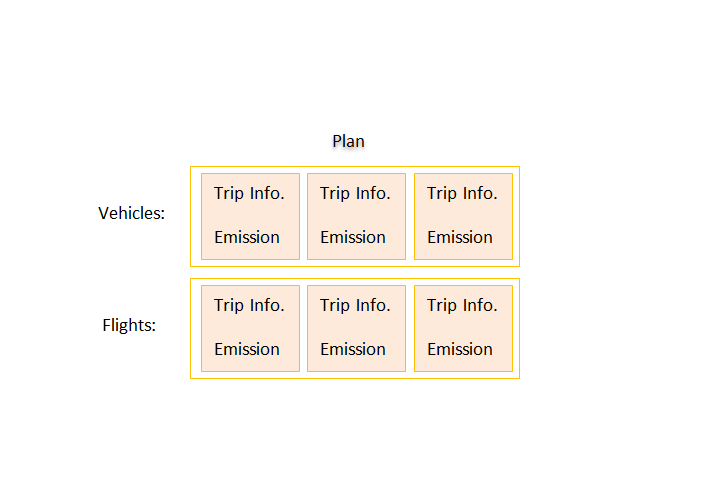 Plan
Vehicles:
Trip Info. Trip Info. Trip Info.
Emission Emission Emission
Flights:
Trip Info. Trip Info. Trip Info.
Emission Emission Emission